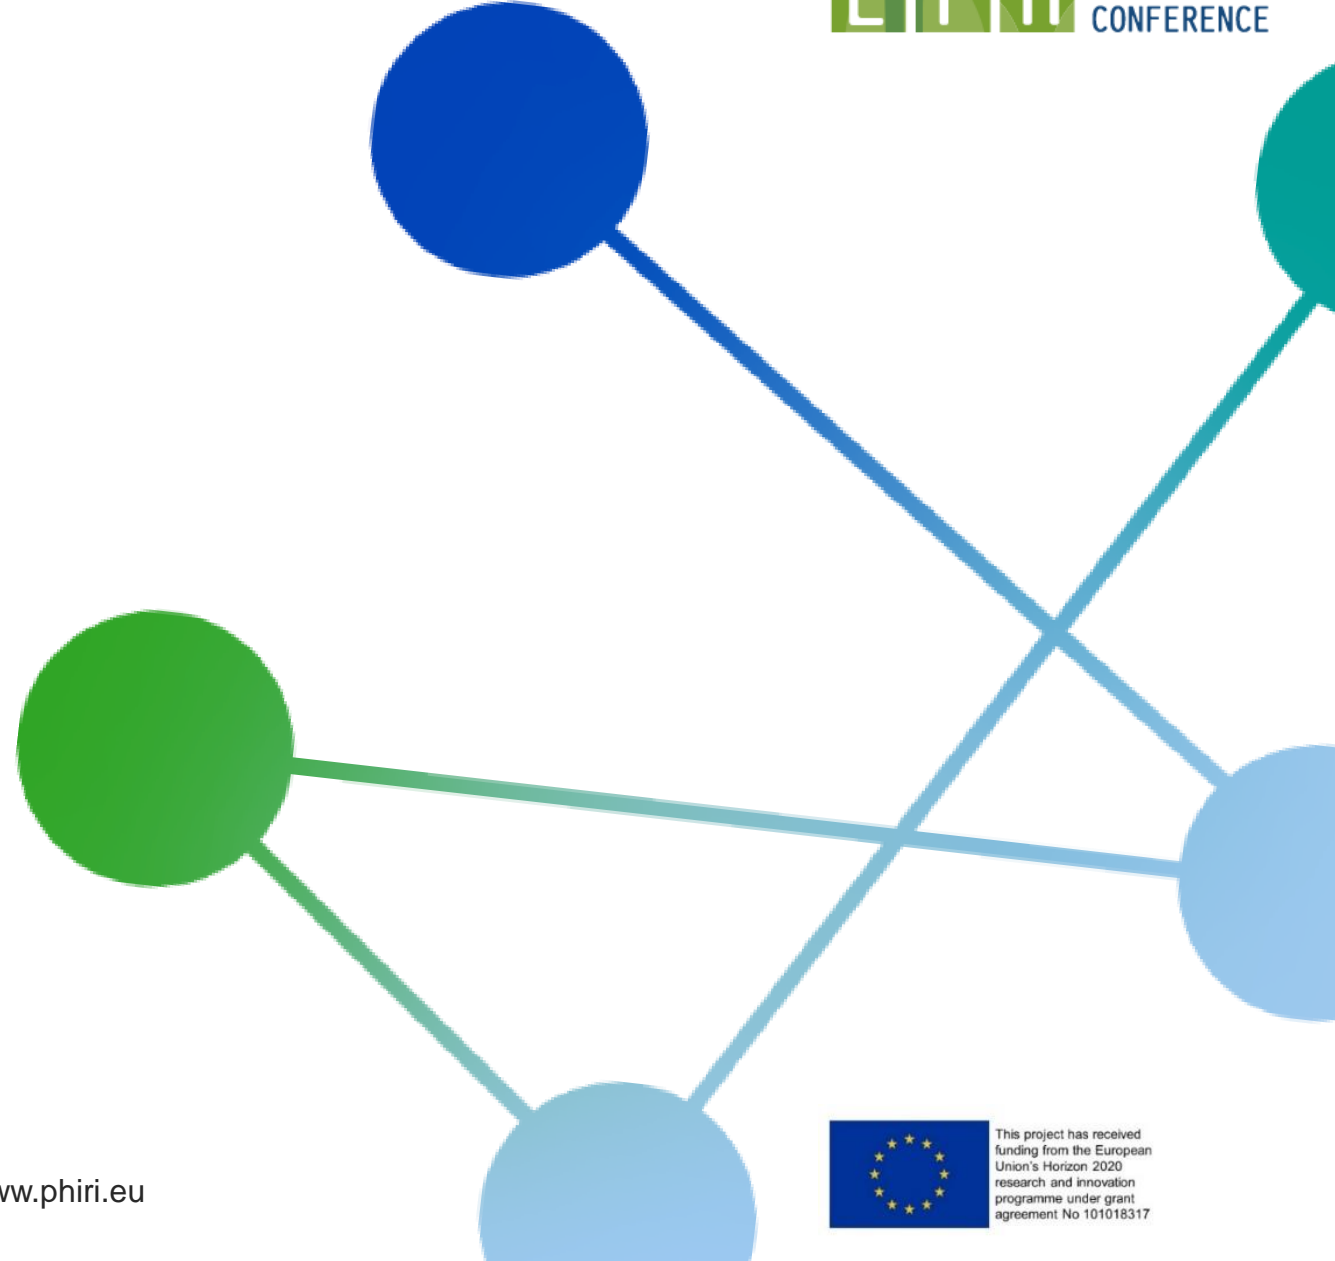 CONFERENCE
This project has received
funding from the European
Union's Horizon 2020
research and innovation
programme under grant
agreement No 101018317
w.phiri.eu